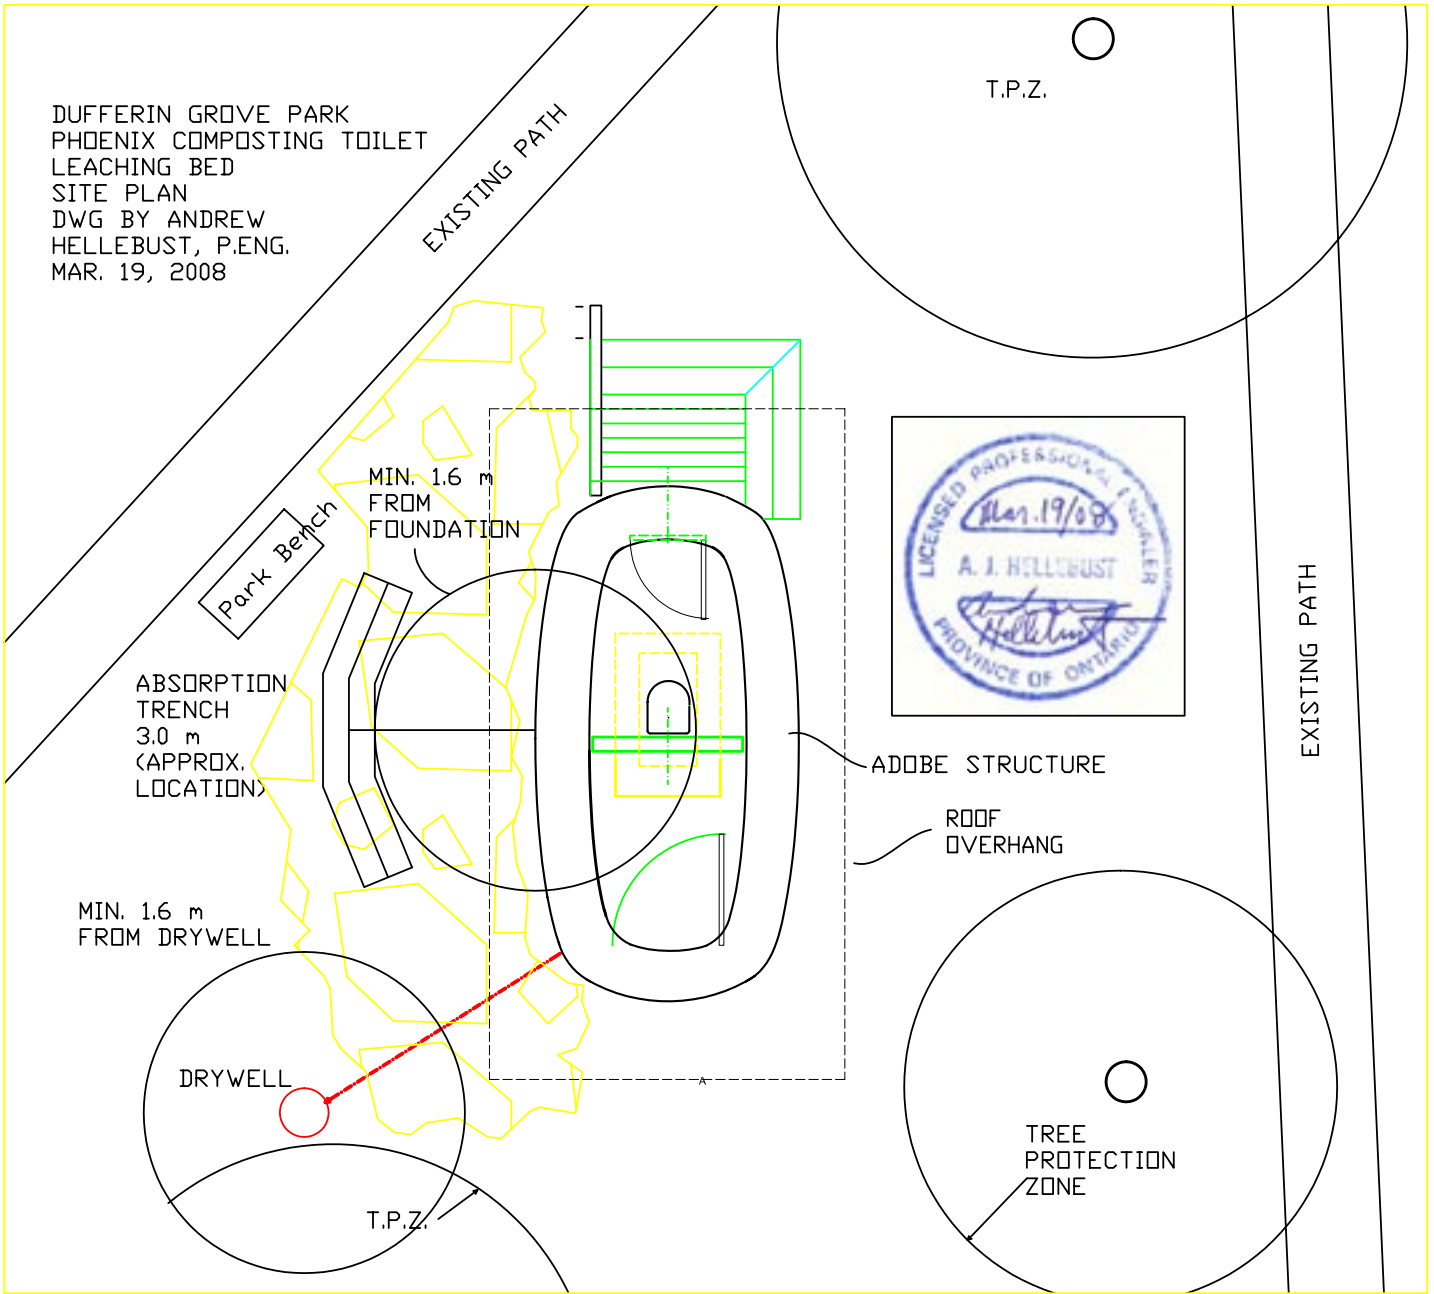 DUFFERIN GROVE PARK
PHOENIX COMPOSTING TOILET
LEACHING BED
SITE PLAN
DWG BY ANDREW
HELLEBUST, P.ENG.
MAR. 19, 2008
EXISTING PATH
T.P.Z.
MIN. 1.6 m
FROM
FOUNDATION
Park Bench
LICENSED PROFESSIONAL
Mar.19/08
A. J. HELLEBUST
Hellebust
PROVINCE OF ONTARIO
EXISTING PATH
ABSORPTION
TRENCH
3.0 m
(APPROX.
LOCATION)
ADOBE STRUCTURE
ROOF
OVERHANG
MIN. 1.6 m
FROM DRYWELL
DRYWELL
A
TREE
PROTECTION
ZONE
T.P.Z.